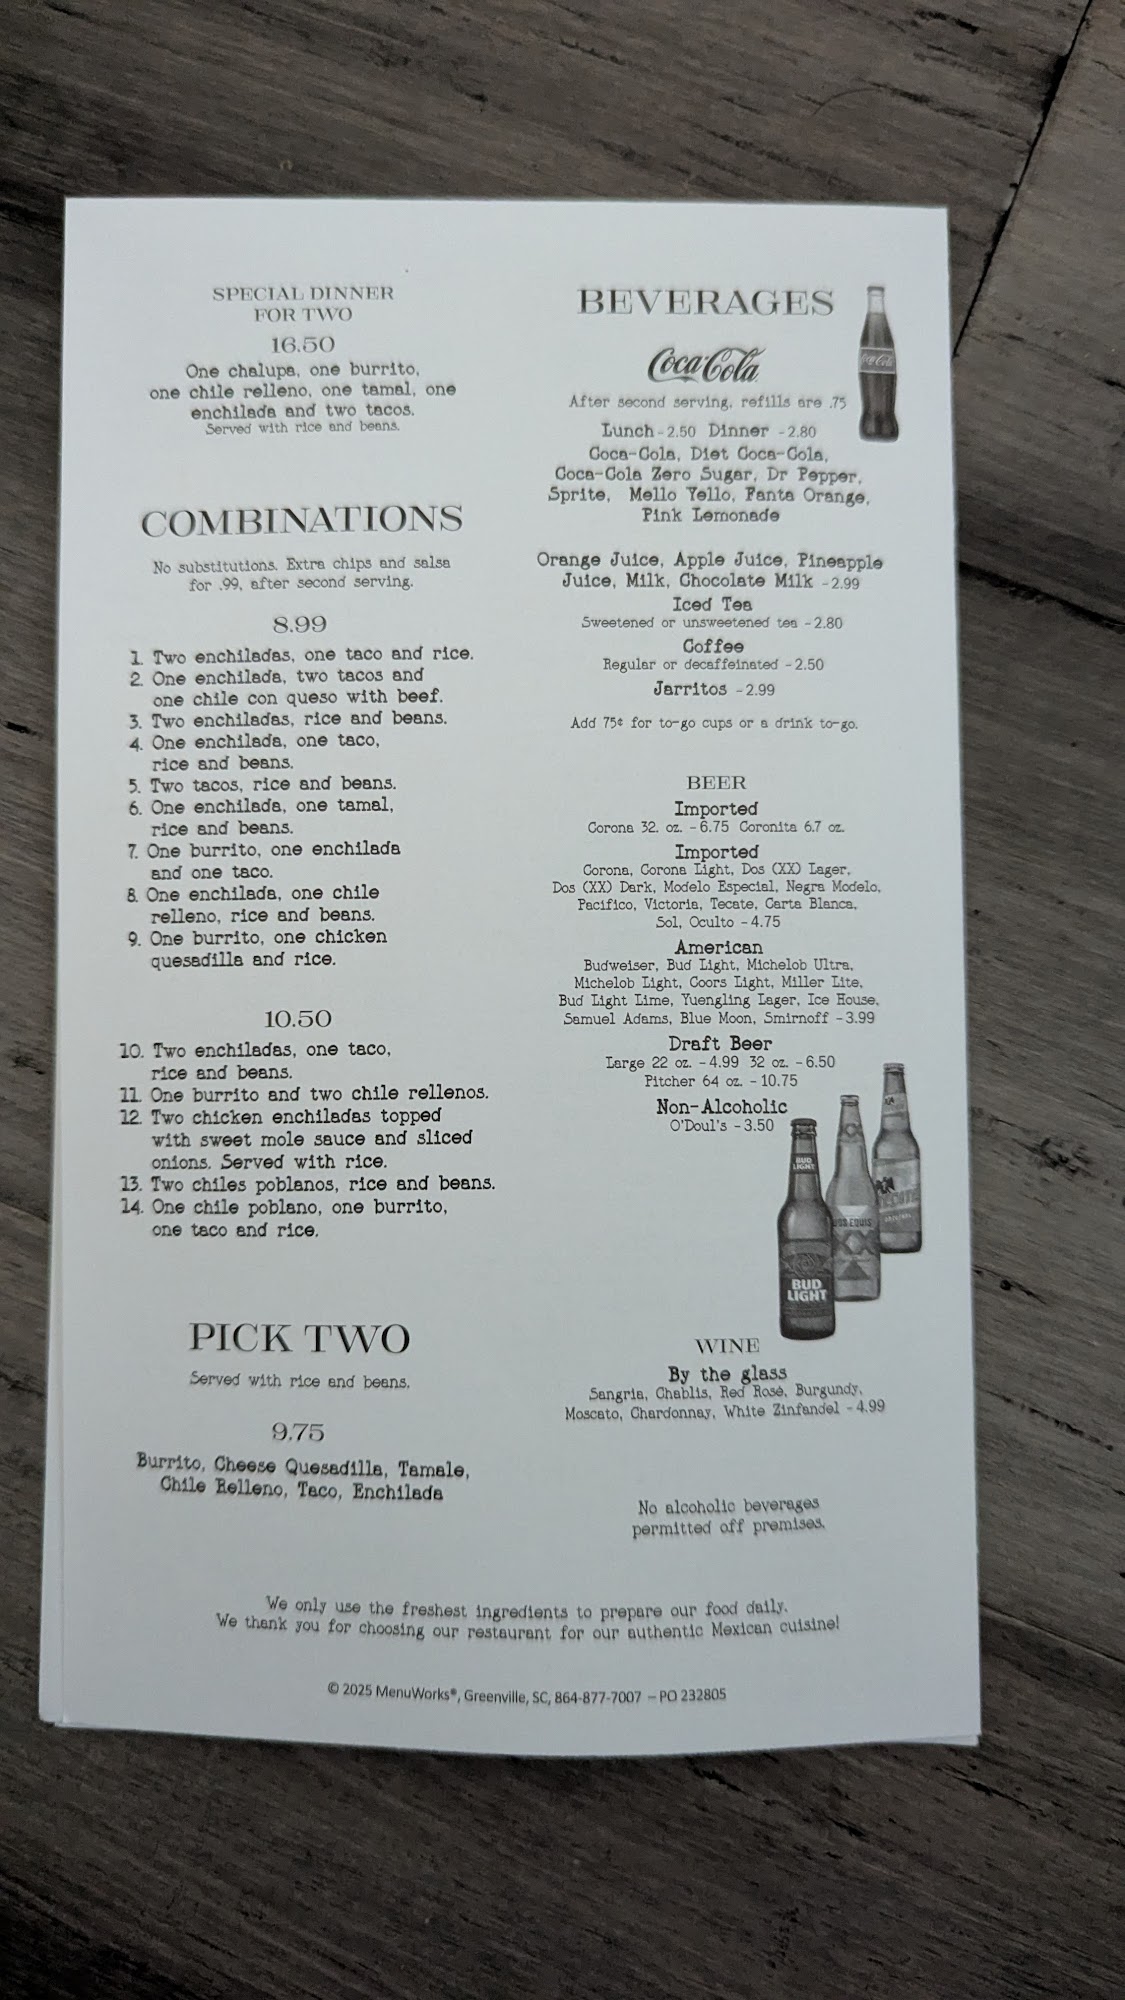 SPECIAL DINNER
FOR TWO
16.50
One chalupa, one burrito,
one chile relleno, one tamal, one
enchilada and two tacos.
Served with rice and beans.
COMBINATIONS
No substitutions. Extra chips and salsa
for .99, after second serving.
8.99
1. Two enchiladas, one taco and rice.
2. One enchilada, two tacos and
one chile con queso with beef.
3. Two enchiladas, rice and beans.
4. One enchilada, one taco,
rice and beans.
5. Two tacos, rice and beans.
6. One enchilada, one tamal,
rice and beans.
7. One burrito, one enchilada
and one taco.
8. One enchilada, one chile
relleno, rice and beans.
9. One burrito, one chicken
quesadilla and rice.
10.50
10. Two enchiladas, one taco,
rice and beans.
11. One burrito and two chile rellenos.
12. Two chicken enchiladas topped
with sweet mole sauce and sliced
onions. Served with rice.
13. Two chiles poblanos, rice and beans.
14. One chile poblano, one burrito,
one taco and rice.
PICK TWO
Served with rice and beans.
9.75
Burrito, Cheese Quesadilla, Tamale,
Chile Relleno, Taco, Enchilada
BEVERAGES
Coca-Cola
Coca-Cola
After second serving, refills are .75
Lunch - 2.50 Dinner - 2.80
Coca-Cola, Diet Coca-Cola,
Coca-Cola Zero Sugar, Dr Pepper,
Sprite, Mello Yello, Fanta Orange,
Pink Lemonade
Orange Juice, Apple Juice, Pineapple
Juice, Milk, Chocolate Milk - 2.99
Iced Tea
Sweetened or unsweetened tea - 2.80
Coffee
Regular or decaffeinated - 2.50
Jarritos - 2.99
Add 75¢ for to-go cups or a drink to-go.
BEER
Imported
Corona 32. oz. - 6.75 Coronita 6.7 oz.
Imported
Corona, Corona Light, Dos (XX) Lager,
Dos (XX) Dark, Modelo Especial, Negra Modelo,
Pacifico, Victoria, Tecate, Carta Blanca,
Sol, Oculto - 4.75
American
Budweiser, Bud Light, Michelob Ultra,
Michelob Light, Coors Light, Miller Lite,
Bud Light Lime, Yuengling Lager, Ice House,
Samuel Adams, Blue Moon, Smirnoff - 3.99
Draft Beer
Large 22 oz. - 4.99 32 oz. - 6.50
Pitcher 64 oz. - 10.75
Non-Alcoholic
O'Doul's - 3.50
BUD
LIGHT
DOS EQUIS
XX
BUD
LIGHT
WINE
By the glass
Sangria, Chablis, Red Rosé, Burgundy,
Moscato, Chardonnay, White Zinfandel - 4.99
No alcoholic beverages
permitted off premises.
We only use the freshest ingredients to prepare our food daily.
We thank you for choosing our restaurant for our authentic Mexican cuisine!
© 2025 MenuWorks®, Greenville, SC, 864-877-7007 – PO 232805